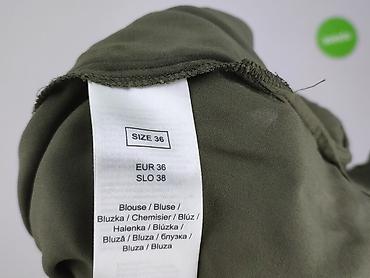 SIZE 36
EUR 36
SLO 38
Blouse / Bluse /
Bluzka / Chemisier / Blúz /
Halenka / Blúzka /
Bluză / Bluza / блузка /
Bluza / Bluza